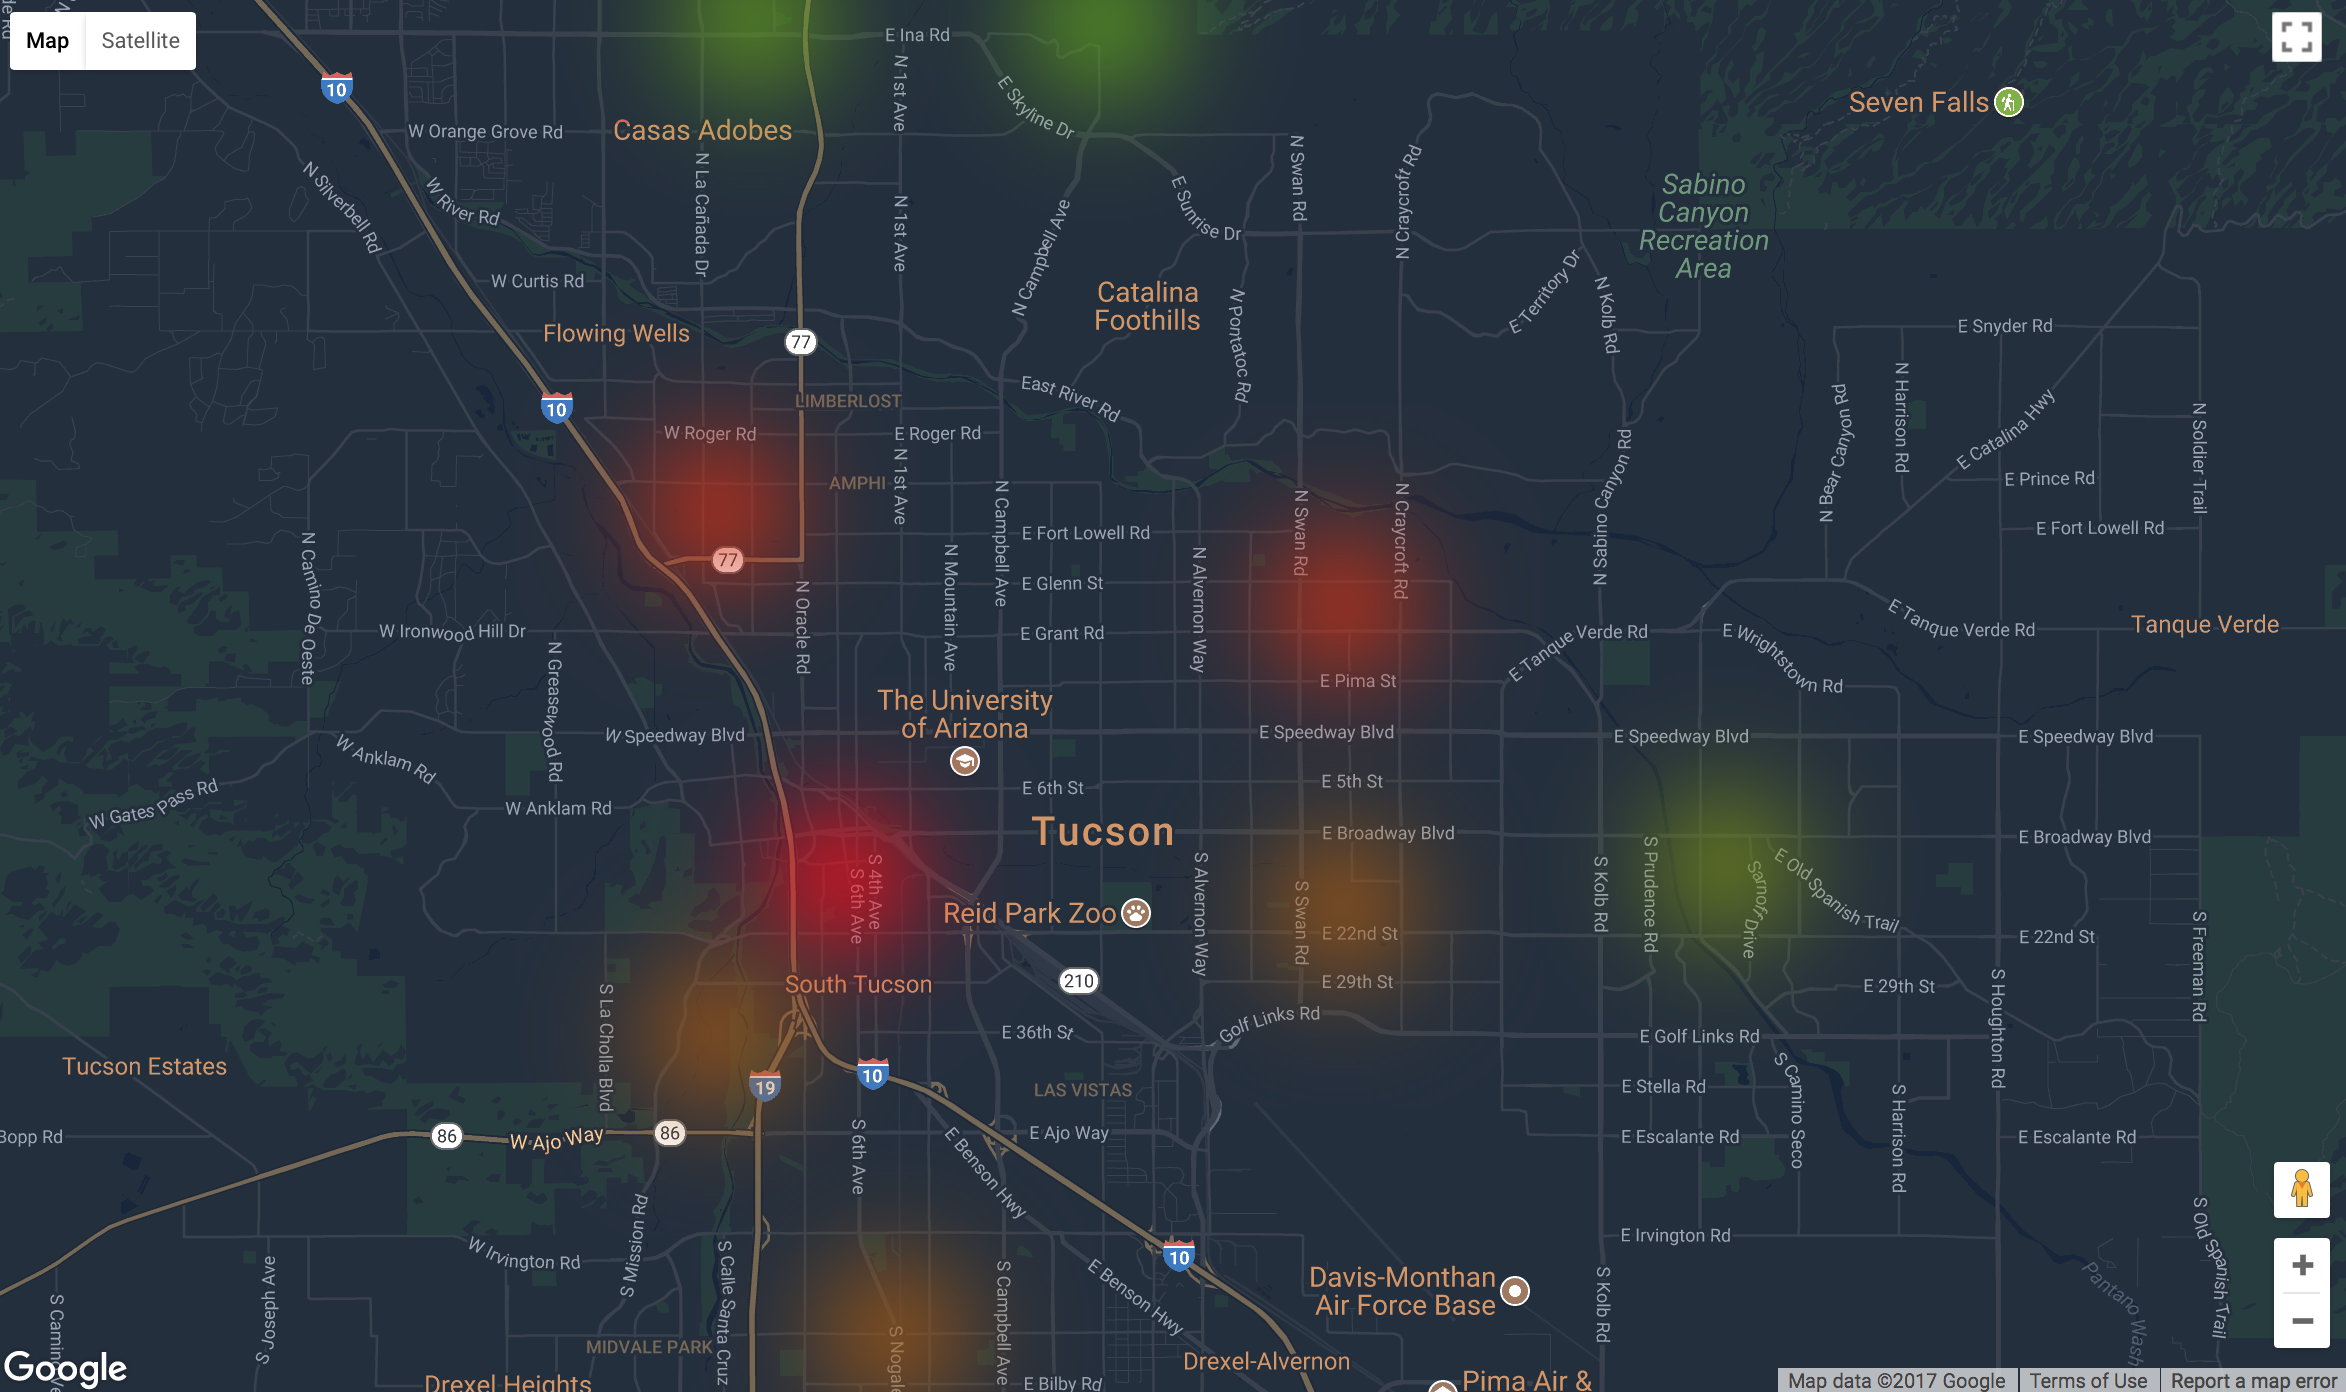 Map
Satellite
10
E Ina Rd
N 1st Ave
E Skyline Dr
Seven Falls
W Orange Grove Rd
Casas Adobes
N Silverbell Rd
W River Rd
N La Cañada Dr
N 1st Ave
N Campbell Ave
E Sunrise Dr
N Swan Rd
N Craycroft Rd
Sabino
Canyon
Recreation
Area
W Curtis Rd
Catalina
Foothills
N Pontatoc Rd
E Territory Dr
N Kolb Rd
Flowing Wells
77
E Snyder Rd
10
LIMBERLOST
East River Rd
W Roger Rd
E Roger Rd
N Bear Canyon Rd
N Harrison Rd
E Catalina Hwy
N Soldier Trail
AMPHI
N 1st Ave
N Campbell Ave
N Swan Rd
N Craycroft Rd
N Sabino Canyon Rd
E Prince Rd
E Fort Lowell Rd
E Fort Lowell Rd
77
N Camino De Oeste
N Mountain Ave
N Alvernon Way
E Glenn St
N Oracle Rd
W Ironwood Hill Dr
E Grant Rd
E Tanque Verde Rd
E Wrightstown Rd
E Tanque Verde Rd
Tanque Verde
N Greasewood Rd
E Pima St
The University
of Arizona
W Speedway Blvd
E Speedway Blvd
E Speedway Blvd
E Speedway Blvd
W Anklam Rd
W Gates Pass Rd
W Anklam Rd
E 6th St
E 5th St
Tucson
E Broadway Blvd
E Broadway Blvd
S 4th Ave
S 6th Ave
S Alvernon Way
S Swan Rd
S Kolb Rd
S Prudence Rd
Sarnoff Drive
E Old Spanish Trail
Reid Park Zoo
E 22nd St
E 22nd St
S Freeman Rd
South Tucson
210
E 29th St
E 29th St
S La Cholla Blvd
S Houghton Rd
E 36th St
Golf Links Rd
E Golf Links Rd
Tucson Estates
19
10
LAS VISTAS
E Stella Rd
S Camino Seco
S Harrison Rd
Bopp Rd
86
W Ajo Way
86
E Ajo Way
E Escalante Rd
E Escalante Rd
S 6th Ave
E Benson Hwy
W Irvington Rd
S Mission Rd
E Irvington Rd
S Old Spanish Trail
S Joseph Ave
S Calle Santa Cruz
S Campbell Ave
E Benson Hwy
10
Davis-Monthan
Air Force Base
S Kolb Rd
Pantano Wash
MIDVALE PARK
Drexel-Alvernon
Google
Drexel Heights
E Bilby Rd
Pima Air &
Map data ©2017 Google
Terms of Use
Report a map error